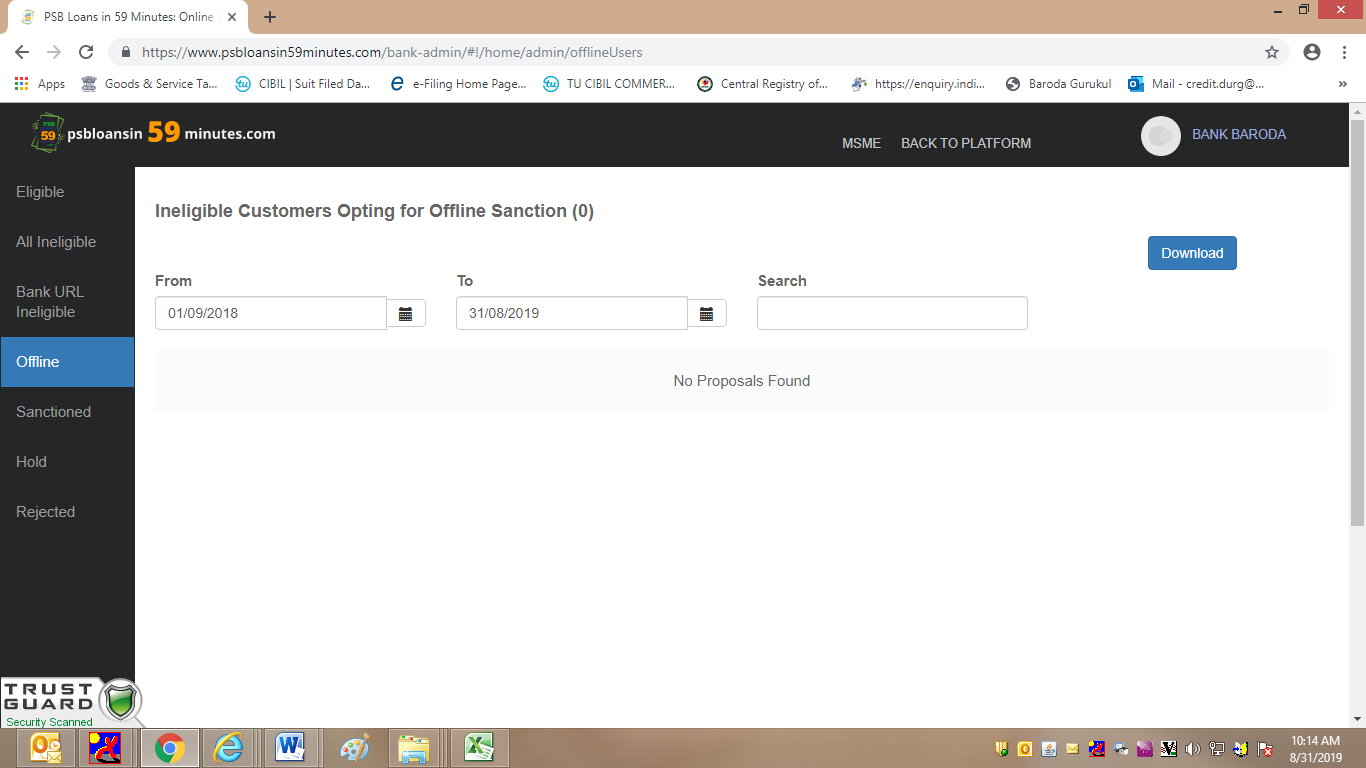 PSB Loans in 59 Minutes: Online
https://www.psbloansin59minutes.com/bank-admin/#!/home/admin/offlineUsers
Apps Goods & Service Ta... CIBIL | Suit Filed Da... e-Filing Home Page... TU CIBIL COMMER... Central Registry of... https://enquiry.indi... Baroda Gurukul Mail - credit.durg@... »
psbloansin 59 minutes.com
MSME BACK TO PLATFORM BANK BARODA
Eligible
All Ineligible
Bank URL
Ineligible
Offline
Sanctioned
Hold
Rejected
Ineligible Customers Opting for Offline Sanction (0)
Download
From To Search
01/09/2018 31/08/2019
No Proposals Found
TRUST
GUARD
Security Scanned
10:14 AM
8/31/2019